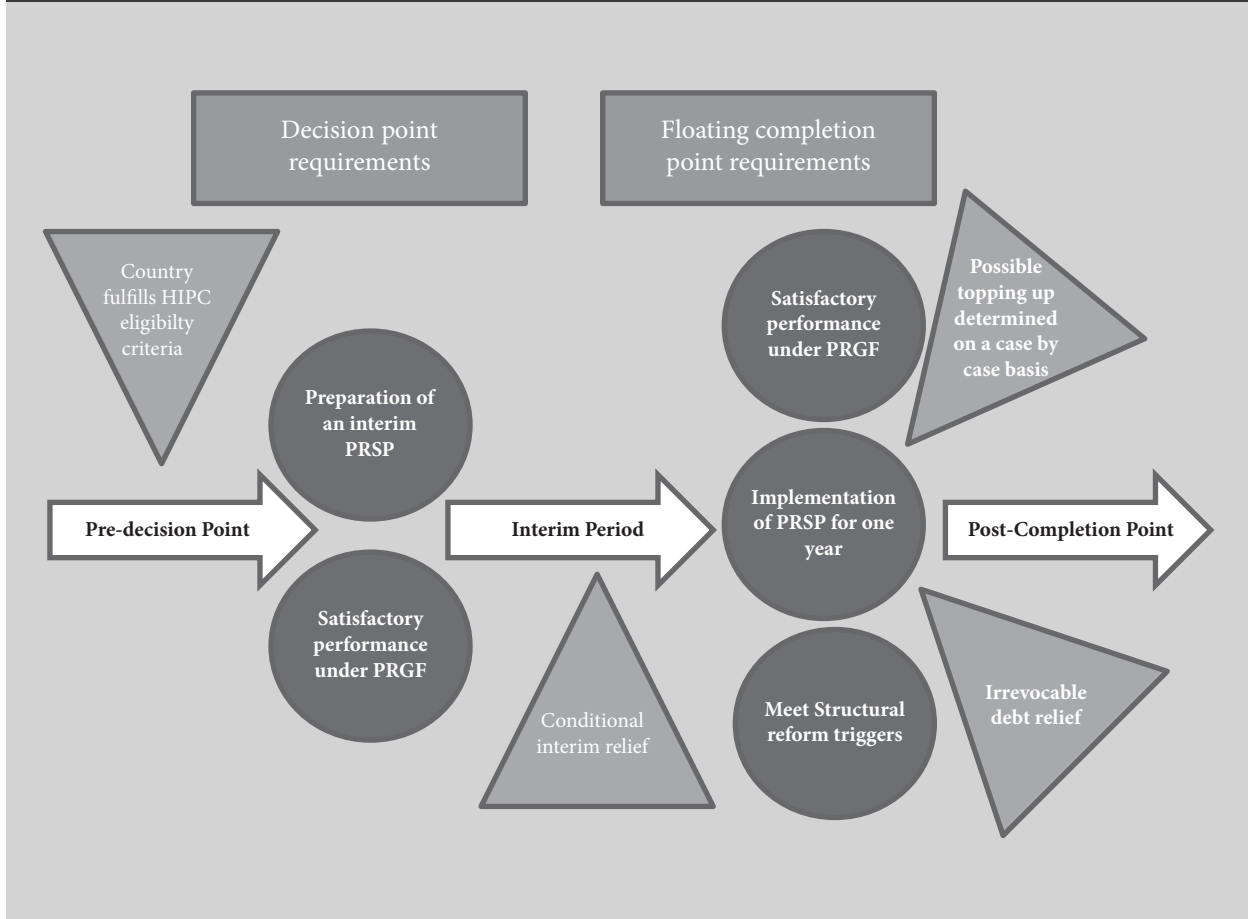 Decision point
requirements
Floating completion
point requirements
Country
fulfills HIPC
eligibilty
criteria
Preparation of
an interim
PRSP
Satisfactory
performance
under PRGF
Possible
topping up
determined
on a case by
case basis
Pre-decision Point
Interim Period
Implementation
of PRSP for one
year
Post-Completion Point
Satisfactory
performance
under PRGF
Conditional
interim relief
Meet Structural
reform triggers
Irrevocable
debt relief